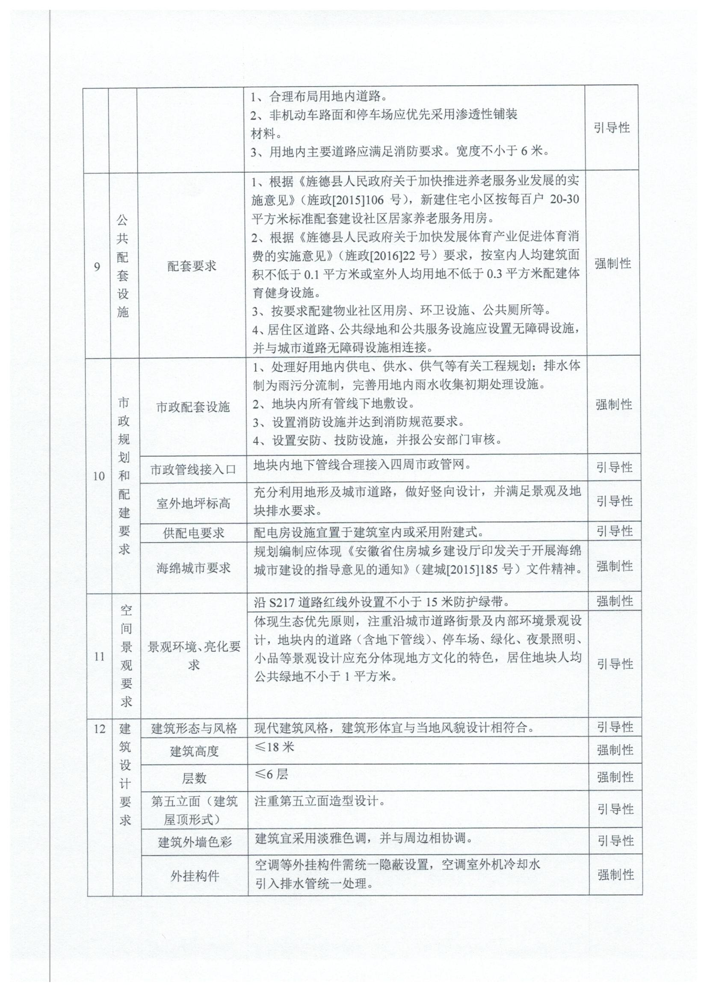 1、合理布局用地内道路。
2、非机动车路面和停车场应优先采用渗透性铺装
材料。
3、用地内主要道路应满足消防要求。宽度不小于 6 米。
引导性
9
公
共
配
套
设
施
配套要求
1、根据《旌德县人民政府关于加快推进养老服务业发展的实
施意见》（旌政[2015]106 号），新建住宅小区按每百户 20-30
平方米标准配套建设社区居家养老服务用房。
2、根据《旌德县人民政府关于加快发展体育产业促进体育消
费的实施意见》（旌政[2016]22 号）要求，按室内人均建筑面
积不低于 0.1 平方米或室外人均用地不低于 0.3 平方米配建体
育健身设施。
3、按要求配建物业社区用房、环卫设施、公共厕所等。
4、居住区道路、公共绿地和公共服务设施应设置无障碍设施，
并与城市道路无障碍设施相连接。
强制性
10
市
政
规
划
和
配
建
要
求
市政配套设施
1、处理好用地内供电、供水、供气等有关工程规划；排水体
制为雨污分流制，完善用地内雨水收集初期处理设施。
2、地块内所有管线下地敷设。
3、设置消防设施并达到消防规范要求。
4、设置安防、技防设施，并报公安部门审核。
强制性
市政管线接入口
地块内地下管线合理接入四周市政管网。
引导性
室外地坪标高
充分利用地形及城市道路，做好竖向设计，并满足景观及地
块排水要求。
引导性
供配电要求
配电房设施宜置于建筑室内或采用附建式。
引导性
海绵城市要求
规划编制应体现《安徽省住房城乡建设厅印发关于开展海绵
城市建设的指导意见的通知》（建城[2015]185 号）文件精神。
强制性
11
空
间
景
观
要
求
景观环境、亮化要
求
沿 S217 道路红线外设置不小于 15 米防护绿带。
强制性
体现生态优先原则，注重沿城市道路街景及内部环境景观设
计，地块内的道路（含地下管线）、停车场、绿化、夜景照明、
小品等景观设计应充分体现地方文化的特色，居住地块人均
公共绿地不小于 1 平方米。
引导性
12
建
筑
设
计
要
求
建筑形态与风格
现代建筑风格，建筑形体宜与当地风貌设计相符合。
引导性
建筑高度
≤18 米
强制性
层数
≤6 层
强制性
第五立面（建筑
屋顶形式）
注重第五立面造型设计。
引导性
建筑外墙色彩
建筑宜采用淡雅色调，并与周边相协调。
引导性
外挂构件
空调等外挂构件需统一隐蔽设置，空调室外机冷却水
引入排水管统一处理。
强制性